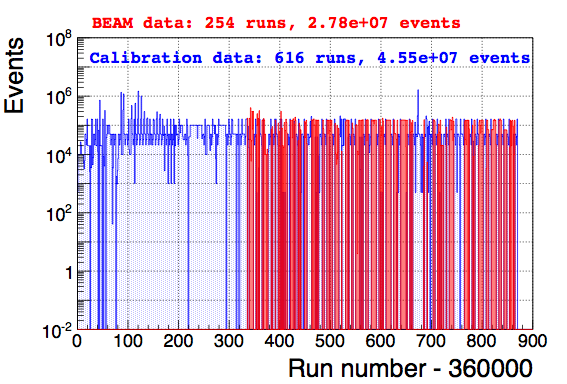 BEAM data: 254 runs, 2.78e+07 events
Calibration data: 616 runs, 4.55e+07 events
Events
10^8
10^6
10^4
10^2
1
10^-2
0 100 200 300 400 500 600 700 800 900
Run number - 360000